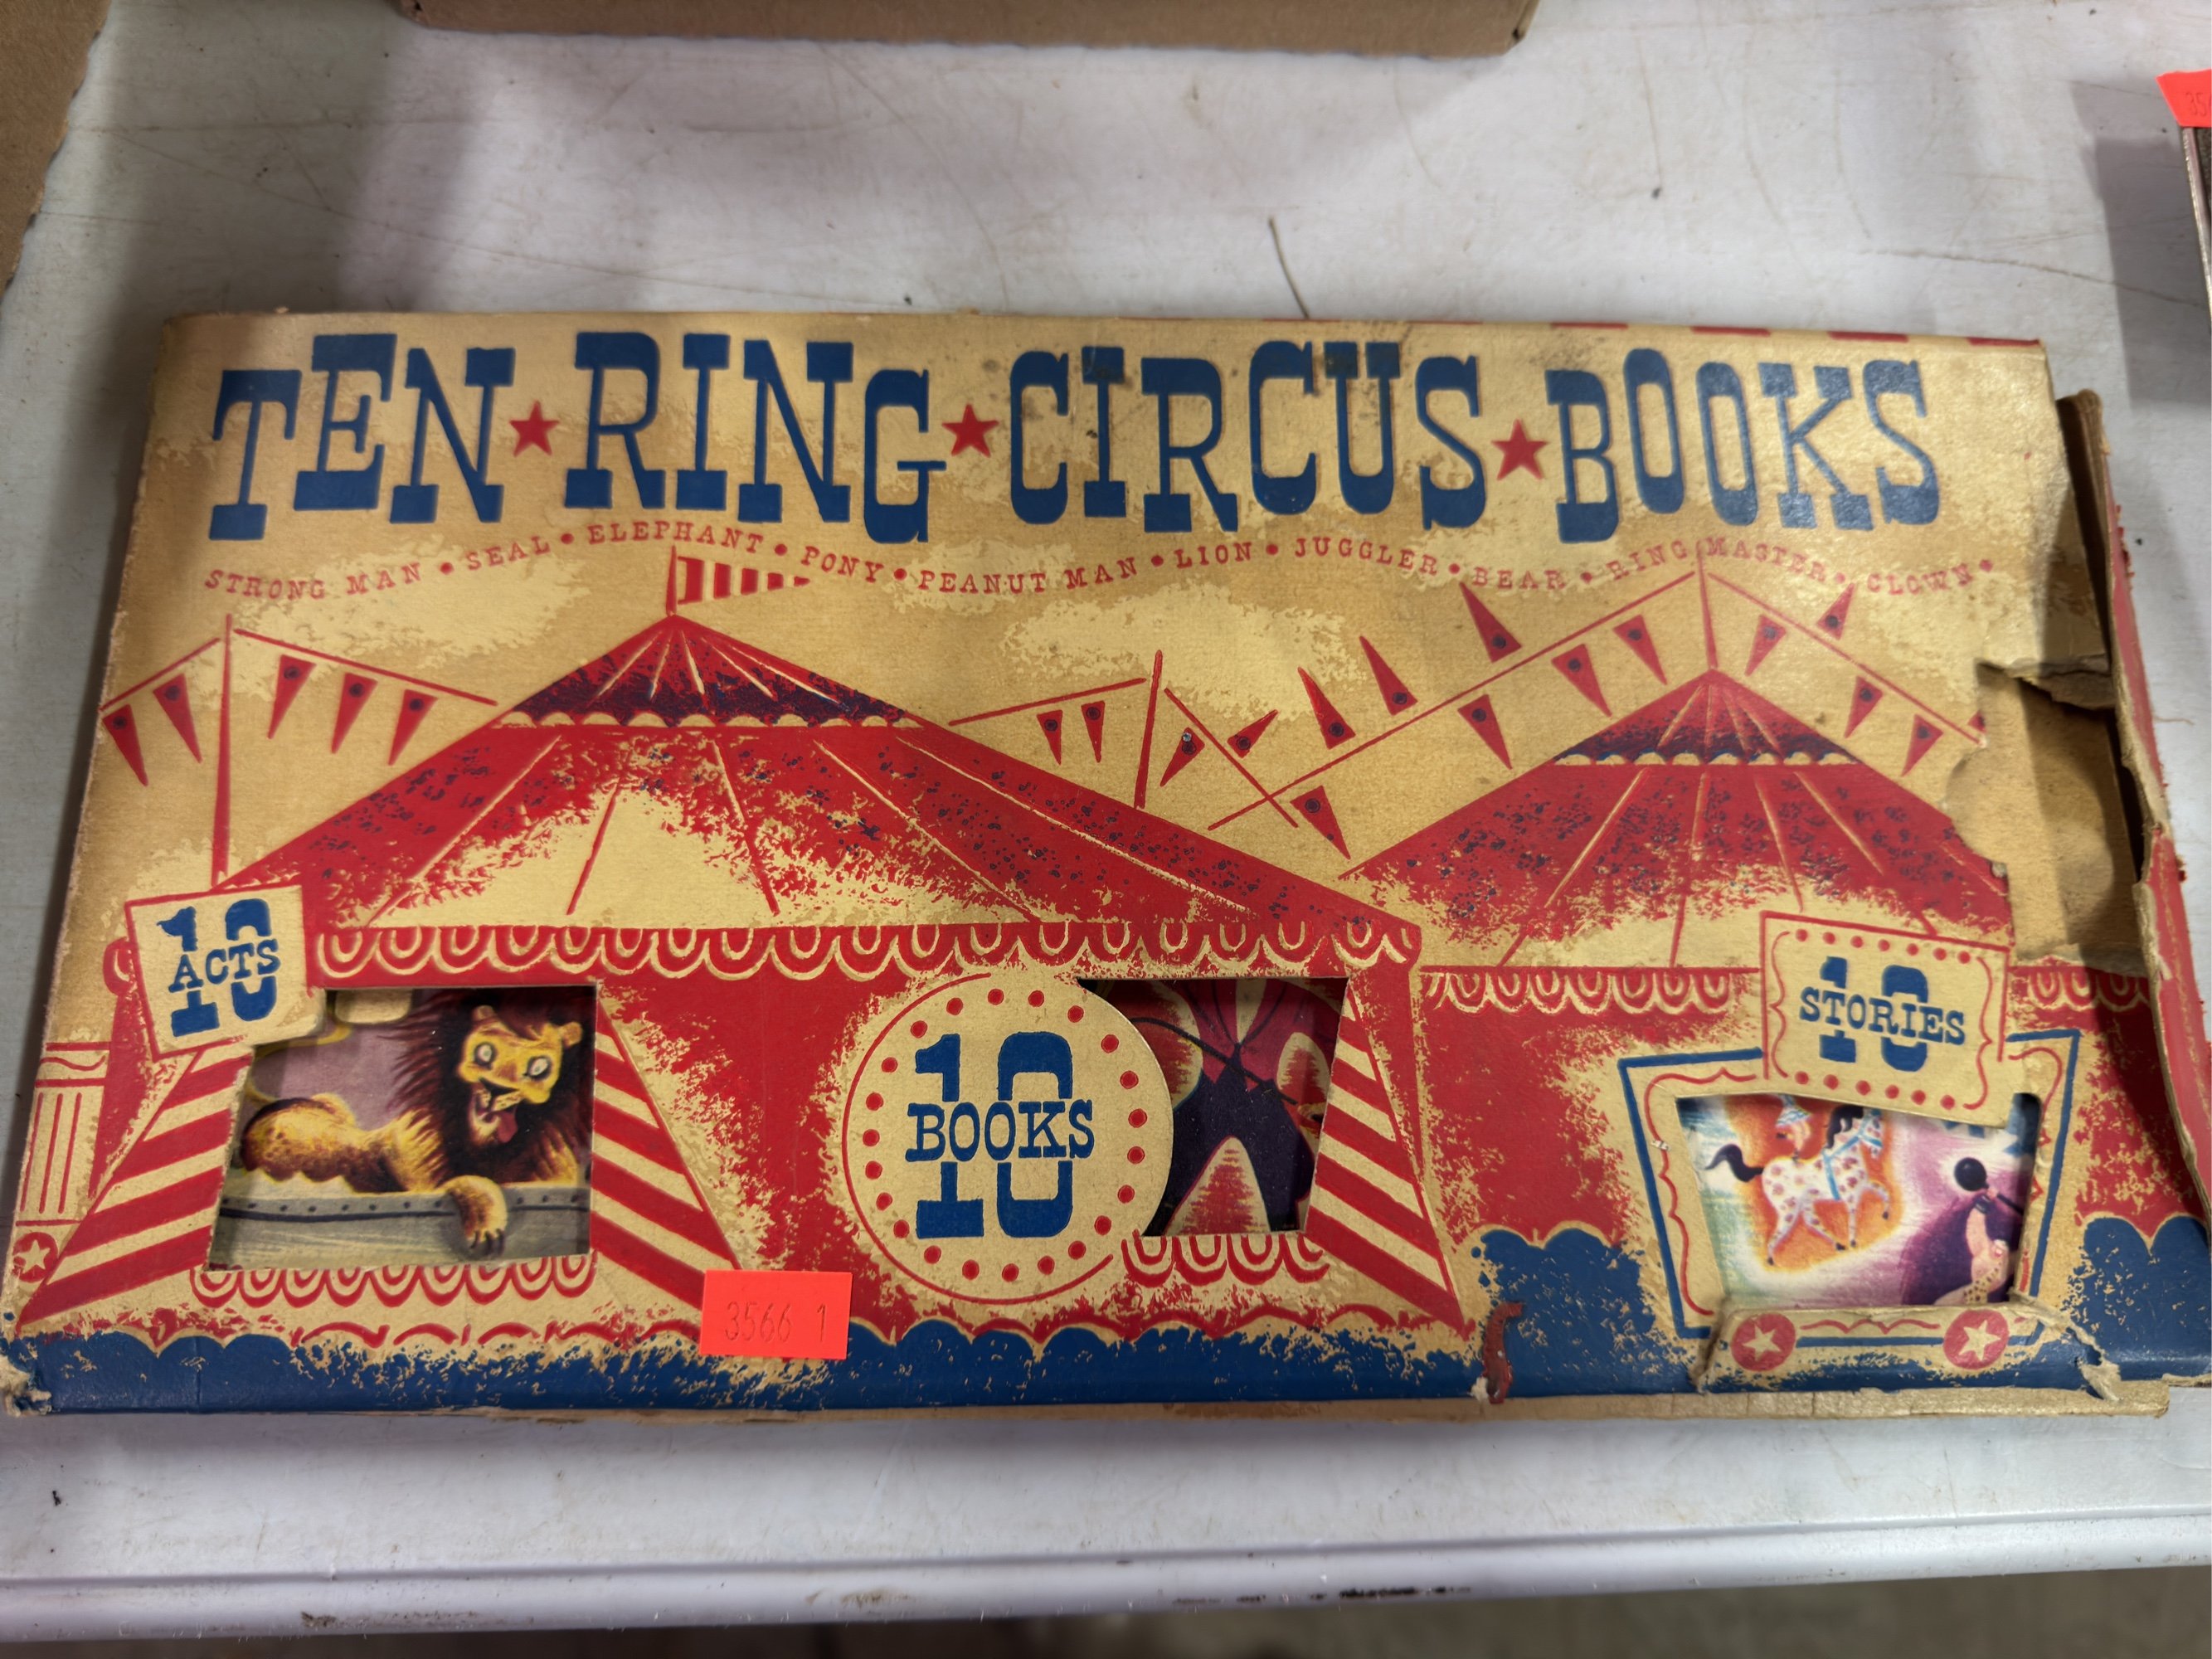 TEN★RING★CIRCUS★BOOKS
STRONG MAN • SEAL • ELEPHANT • PONY • PEANUT MAN • LION • JUGGLER • BEAR • RING MASTER • CLOWN •
10
ACTS
10
BOOKS
10
STORIES
3566 1
35